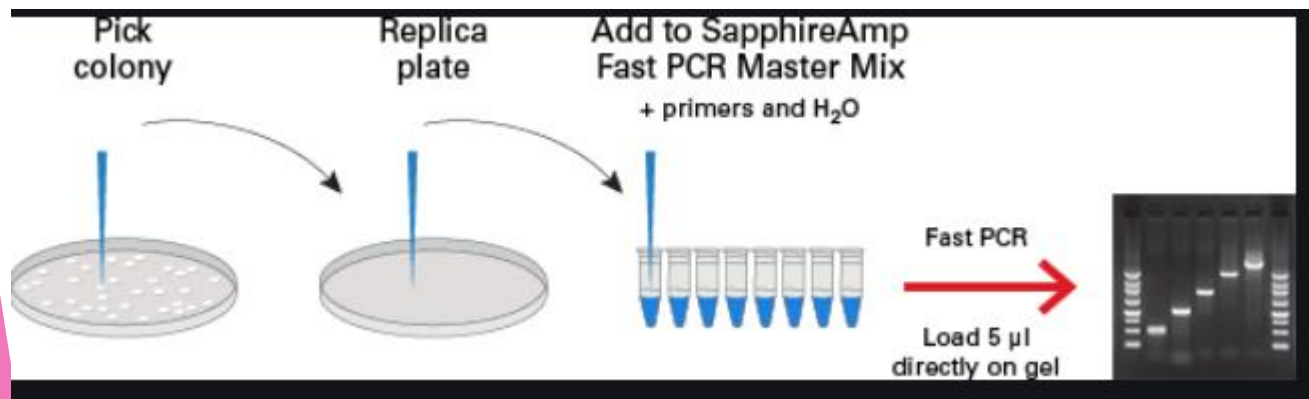 Pick
colony
Replica
plate
Add to SapphireAmp
Fast PCR Master Mix
+ primers and H₂O
Fast PCR
Load 5 µl
directly on gel